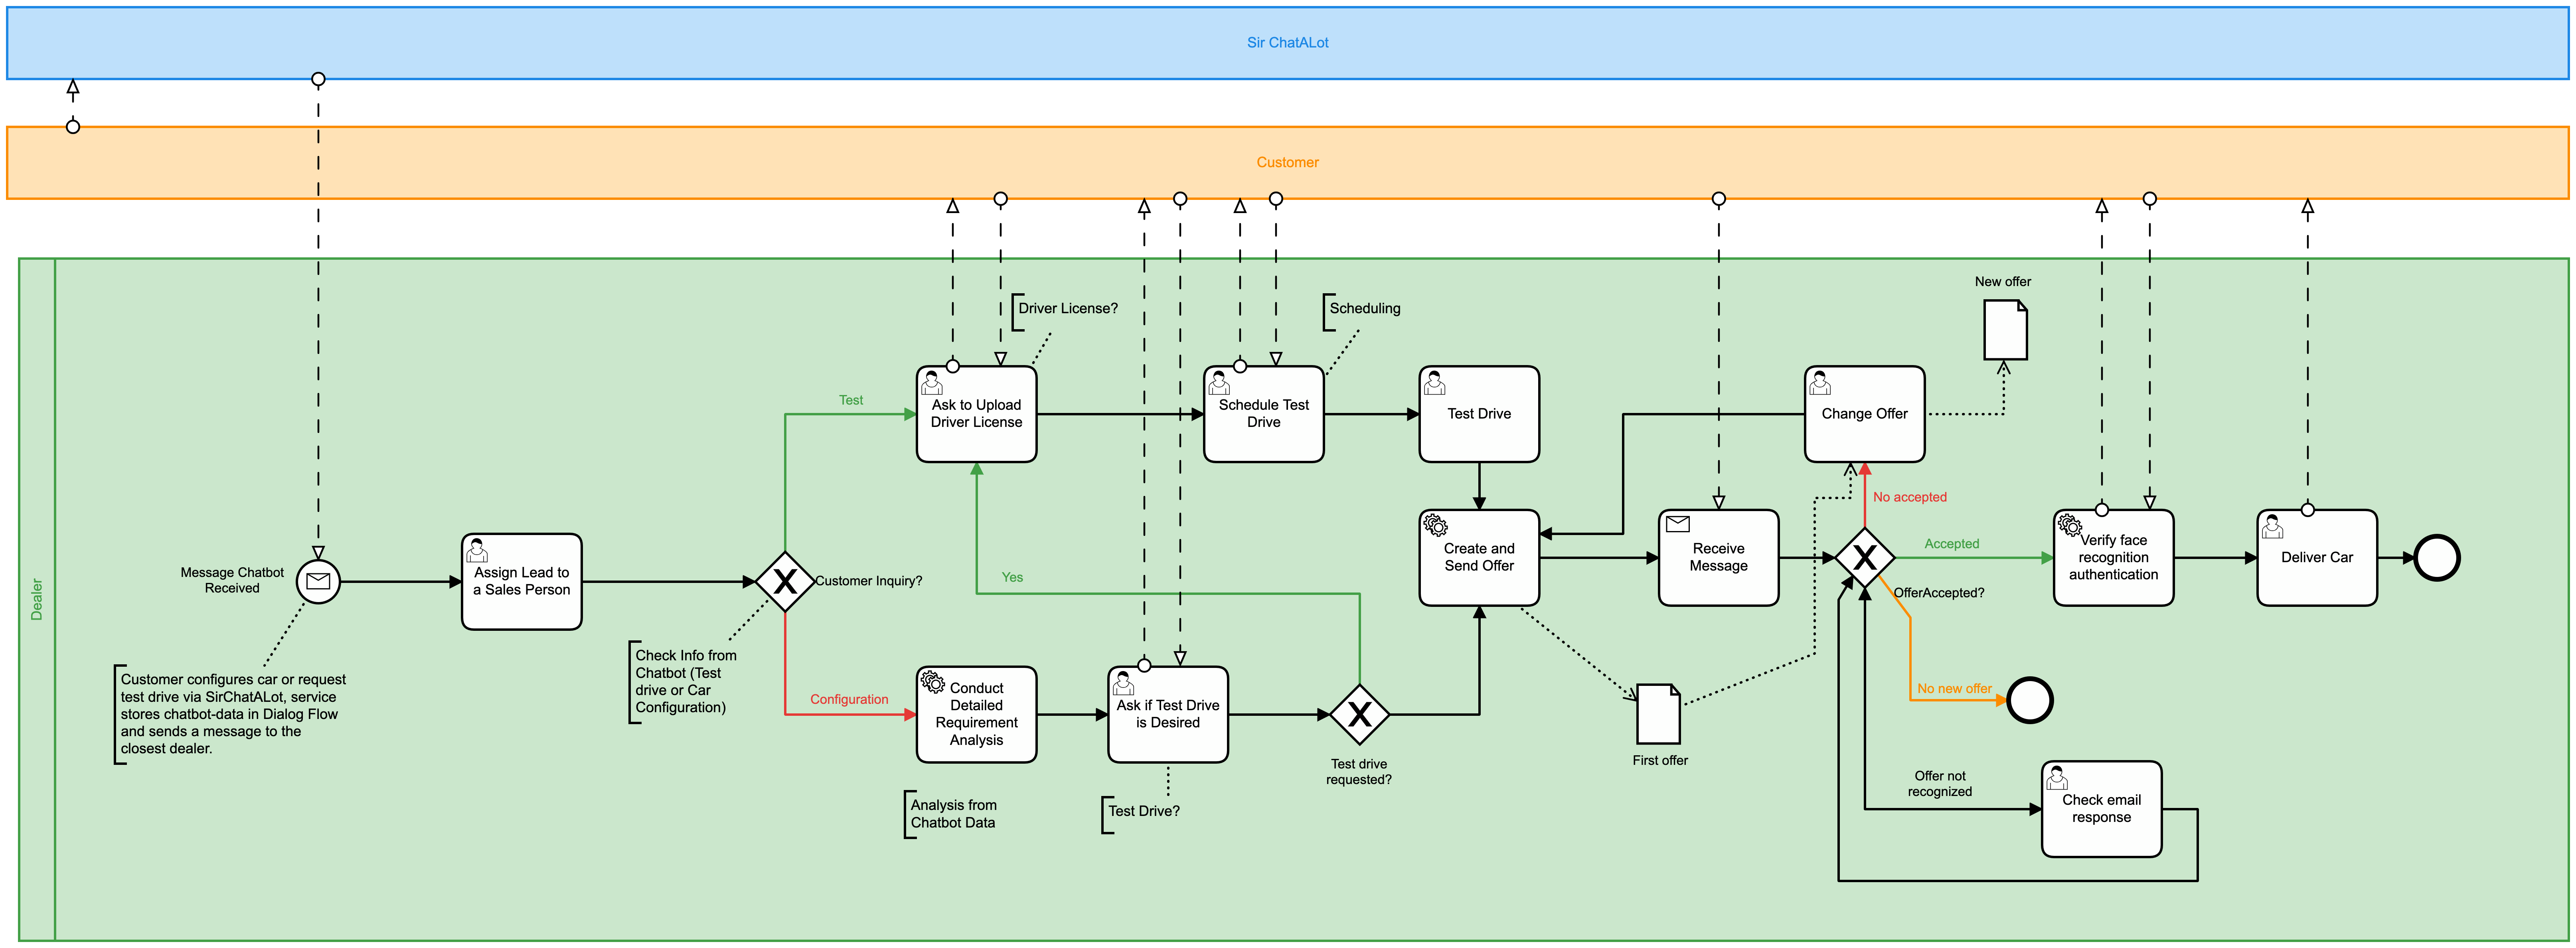 Sir ChatALot
Customer
Dealer
Message Chatbot
Received
Customer configures car or request
test drive via SirChatALot, service
stores chatbot-data in Dialog Flow
and sends a message to the
closest dealer.
Assign Lead to
a Sales Person
Customer Inquiry?
Check Info from
Chatbot (Test
drive or Car
Configuration)
Test
Configuration
Ask to Upload
Driver License
Driver License?
Yes
Conduct
Detailed
Requirement
Analysis
Analysis from
Chatbot Data
Ask if Test Drive
is Desired
Test Drive?
Schedule Test
Drive
Scheduling
Test drive
requested?
Test Drive
Create and
Send Offer
First offer
Receive
Message
Change Offer
New offer
No accepted
Accepted
OfferAccepted?
No new offer
Offer not
recognized
Check email
response
Verify face
recognition
authentication
Deliver Car